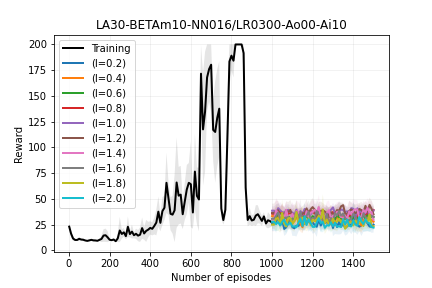 LA30-BETAm10-NN016/LR0300-Ao00-Ai10
200
175
150
125
100
75
50
25
0
Reward
Training
(l=0.2)
(l=0.4)
(l=0.6)
(l=0.8)
(l=1.0)
(l=1.2)
(l=1.4)
(l=1.6)
(l=1.8)
(l=2.0)
0 200 400 600 800 1000 1200 1400
Number of episodes